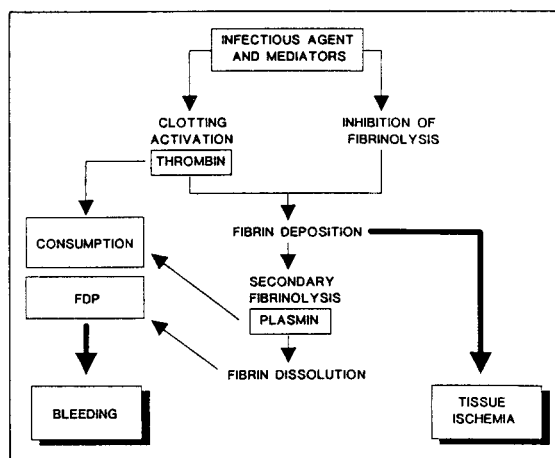 INFECTIOUS AGENT
AND MEDIATORS
CLOTTING
ACTIVATION
THROMBIN
INHIBITION OF
FIBRINOLYSIS
CONSUMPTION
FIBRIN DEPOSITION
FDP
SECONDARY
FIBRINOLYSIS
PLASMIN
FIBRIN DISSOLUTION
BLEEDING
TISSUE
ISCHEMIA